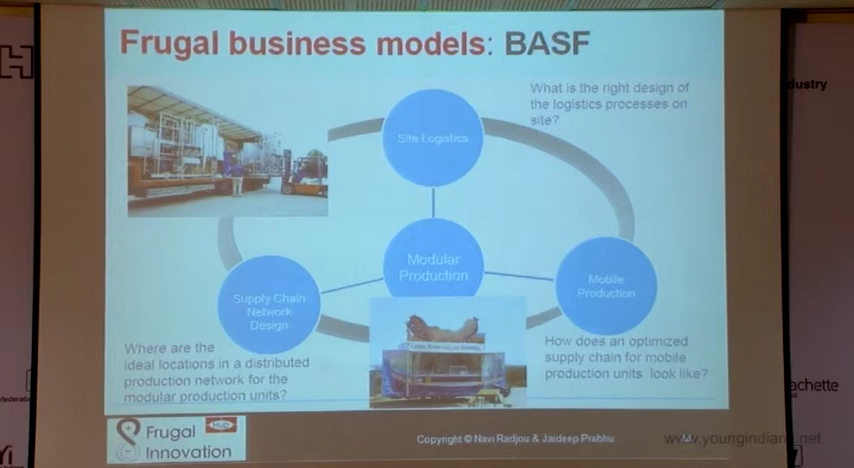 Frugal business models: BASF
What is the right design of
the logistics processes on
site?
Site Logistics
Modular
Production
Mobile
Production
Supply Chain
Network
Design
Where are the
ideal locations in a distributed
production network for the
modular production units?
How does an optimized
supply chain for mobile
production units look like?
Frugal
Innovation
Hub
Copyright © Navi Radjou & Jaideep Prabhu
www.youngindians.net
H
dustry
achette